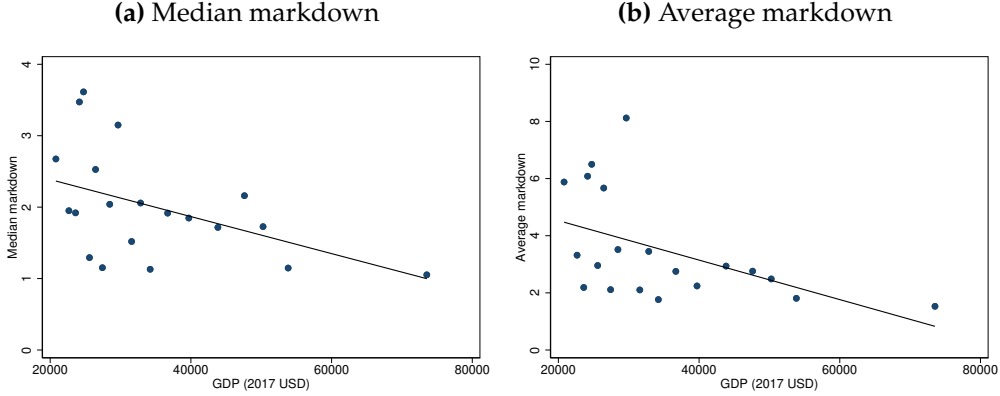 (a) Median markdown
4
3
2
1
0
Median markdown
20000 40000 60000 80000
GDP (2017 USD)
(b) Average markdown
10
8
6
4
2
0
Average markdown
20000 40000 60000 80000
GDP (2017 USD)